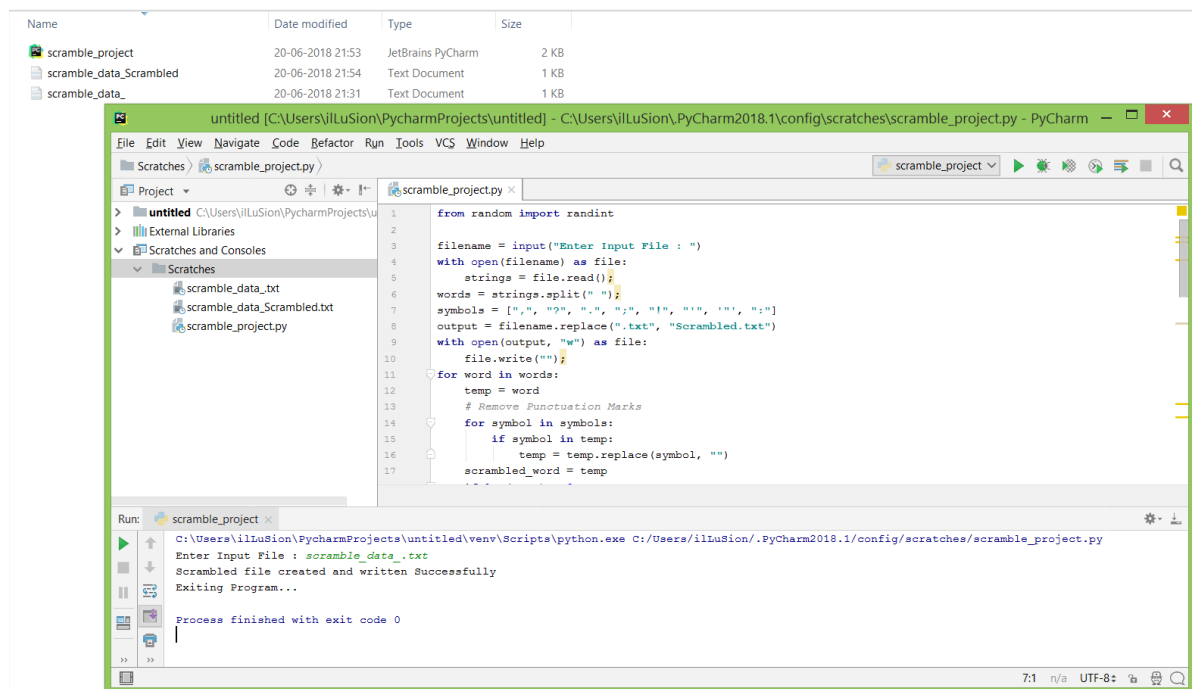 Name Date modified Type Size
scramble_project 20-06-2018 21:53 JetBrains PyCharm 2 KB
scramble_data_Scrambled 20-06-2018 21:54 Text Document 1 KB
scramble_data_ 20-06-2018 21:31 Text Document 1 KB
untitled [C:\Users\ilLuSion\PycharmProjects\untitled] - C:\Users\ilLuSion\.PyCharm2018.1\config\scratches\scramble_project.py - PyCharm
File Edit View Navigate Code Refactor Run Tools VCS Window Help
Scratches scramble_project.py scramble_project
Project
untitled C:\Users\ilLuSion\PycharmProjects\u
External Libraries
Scratches and Consoles
Scratches
scramble_data_.txt
scramble_data_Scrambled.txt
scramble_project.py
scramble_project.py
1 from random import randint
2
3 filename = input("Enter Input File : ")
4 with open(filename) as file:
5     strings = file.read();
6 words = strings.split(" ");
7 symbols = [",", "?", ".", ";", "!", "'", '"', ":"]
8 output = filename.replace(".txt", "Scrambled.txt")
9 with open(output, "w") as file:
10     file.write("");
11 for word in words:
12     temp = word
13     # Remove Punctuation Marks
14     for symbol in symbols:
15         if symbol in temp:
16             temp = temp.replace(symbol, "")
17     scrambled_word = temp
Run: scramble_project
C:\Users\ilLuSion\PycharmProjects\untitled\venv\Scripts\python.exe C:/Users/ilLuSion/.PyCharm2018.1/config/scratches/scramble_project.py
Enter Input File : scramble_data_.txt
Scrambled file created and written Successfully
Exiting Program...
Process finished with exit code 0
7:1 n/a UTF-8